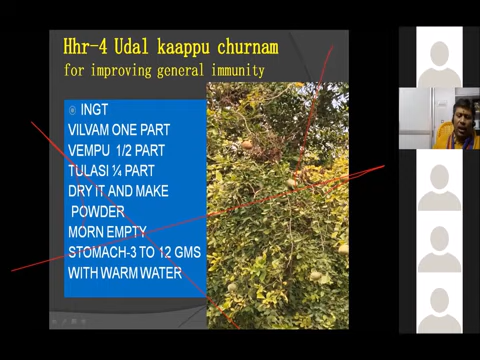 Hhr-4 Udal kaappu churnam
for improving general immunity
INGT
VILVAM ONE PART
VEMPU 1/2 PART
TULASI ¼ PART
DRY IT AND MAKE
POWDER
MORN EMPTY
STOMACH-3 TO 12 GMS
WITH WARM WATER